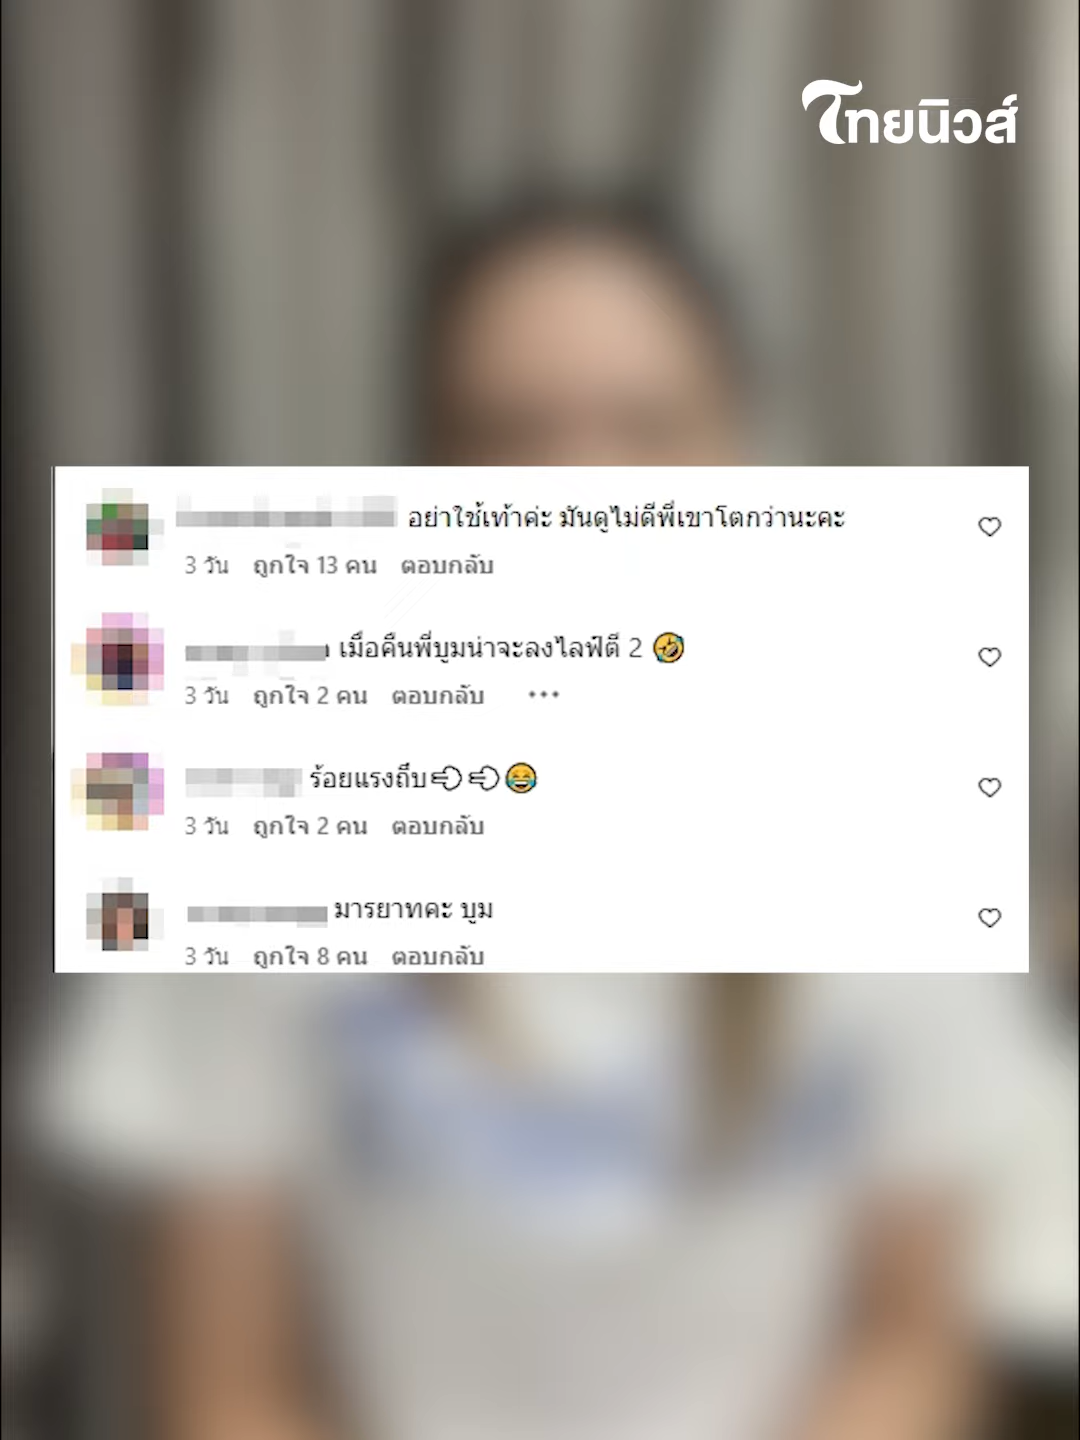 ไทยนิวส์
อย่าใช้เท้าค่ะ มันดูไม่ดีพี่เขาโตกว่านะคะ
3 วัน ถูกใจ 13 คน ตอบกลับ
เมื่อคืนพี่บูมน่าจะลงไลฟ์ตี 2 🤣
3 วัน ถูกใจ 2 คน ตอบกลับ •••
ร้อยแรงถีบ💨💨😂
3 วัน ถูกใจ 2 คน ตอบกลับ
มารยาทคะ บูม
3 วัน ถูกใจ 8 คน ตอบกลับ